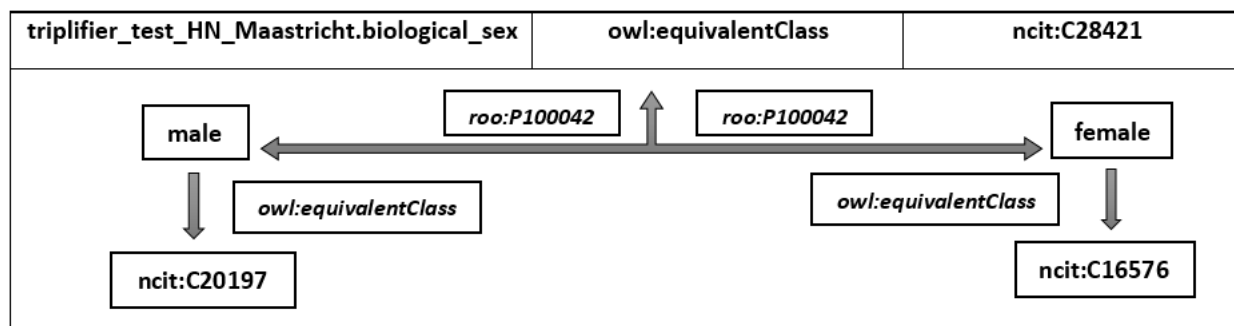 triplifier_test_HN_Maastricht.biological_sex owl:equivalentClass ncit:C28421
roo:P100042 roo:P100042
male female
owl:equivalentClass owl:equivalentClass
ncit:C20197 ncit:C16576